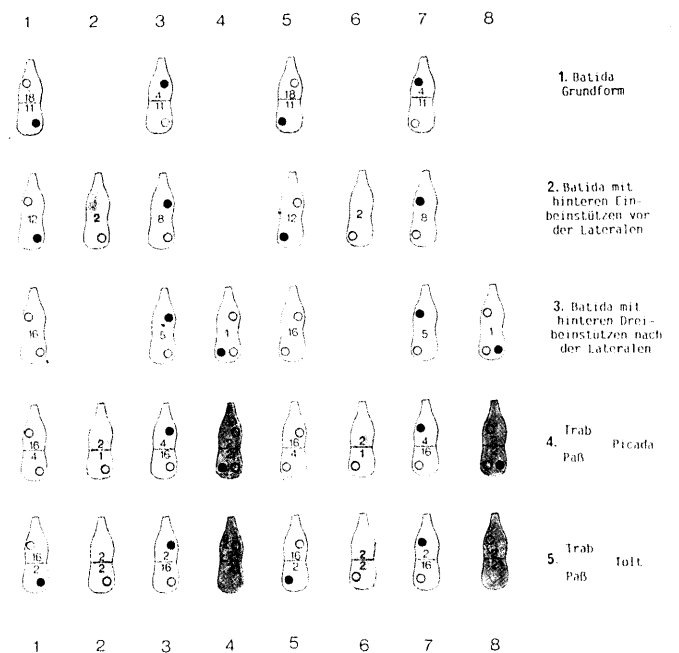 1 2 3 4 5 6 7 8
18 4 18 4
11 11 11 11
1. Batida
Grundform
12 2 8 12 2 8
2. Batida mit
hinteren Ein-
beinstützen vor
der Lateralen
16 5 1 16 5 1
3. Batida mit
hinteren Drei-
beinstutzen nach
der Lateralen
16 2 4 16 2 4
4 1 16 4 1 16
4. Trab
Paß Picada
16 2 2 16 2 2
2 2 16 2 2 16
5. Trab
Paß Tolt
1 2 3 4 5 6 7 8